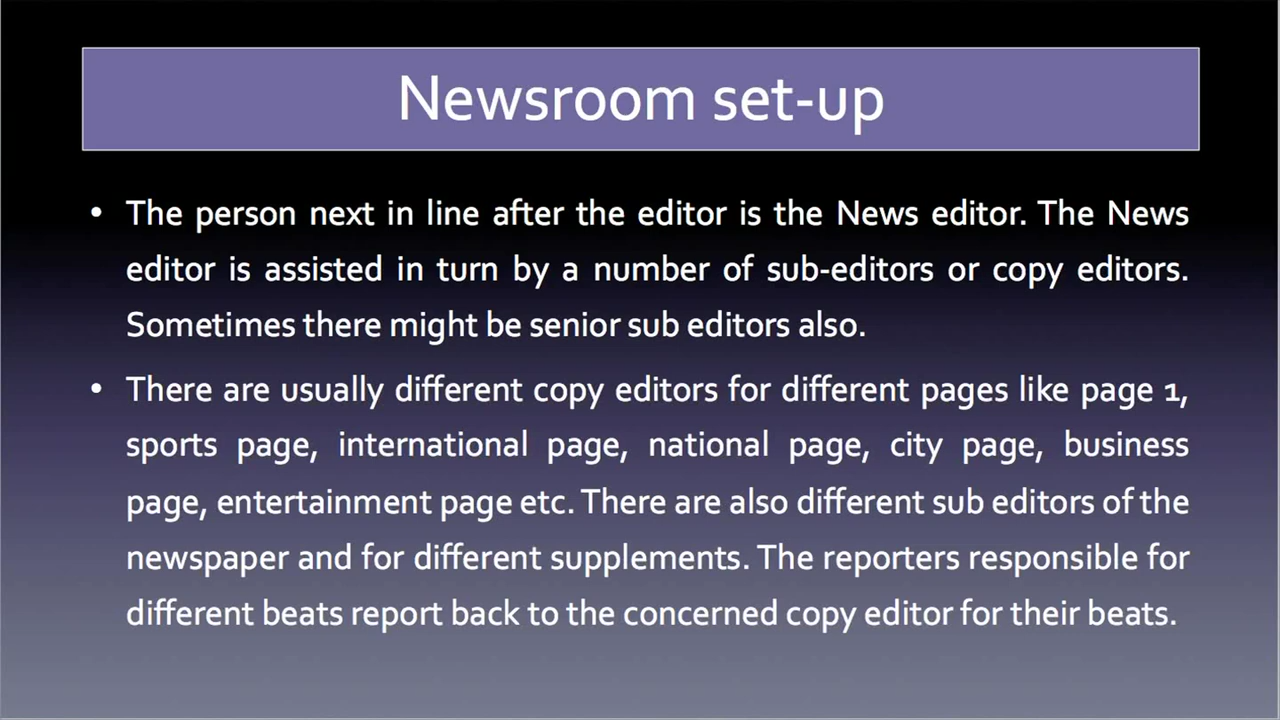 Newsroom set-up
• The person next in line after the editor is the News editor. The News
editor is assisted in turn by a number of sub-editors or copy editors.
Sometimes there might be senior sub editors also.
• There are usually different copy editors for different pages like page 1,
sports page, international page, national page, city page, business
page, entertainment page etc. There are also different sub editors of the
newspaper and for different supplements. The reporters responsible for
different beats report back to the concerned copy editor for their beats.